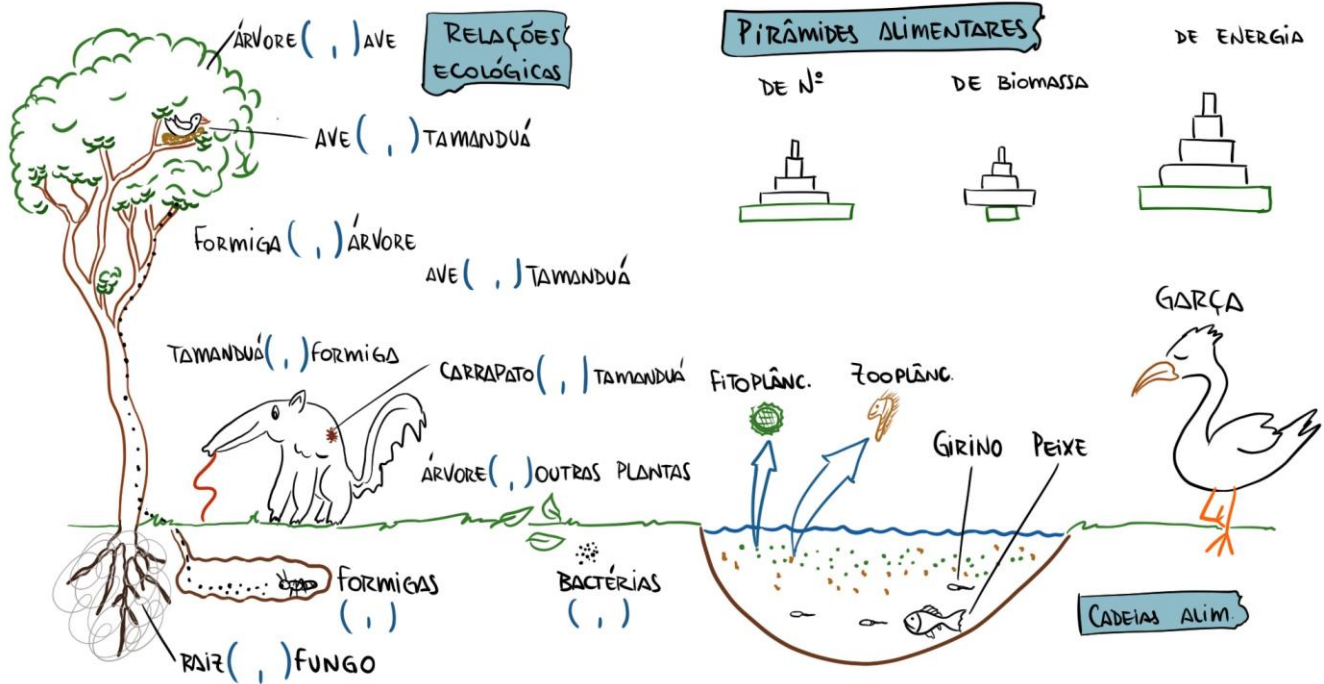 ÁRVORE ( , ) AVE
RELAÇÕES
ECOLÓGICAS
AVE ( , ) TAMANDUÁ
FORMIGA ( , ) ÁRVORE
AVE ( , ) TAMANDUÁ
TAMANDUÁ ( , ) FORMIGA
CARRAPATO ( , ) TAMANDUÁ
ÁRVORE ( , ) OUTRAS PLANTAS
FORMIGAS
( , )
BACTÉRIAS
( , )
RAIZ ( , ) FUNGO
PIRÂMIDES ALIMENTARES
DE Nº
DE BIOMASSA
DE ENERGIA
FITOPLÂNC.
ZOOPLÂNC.
GIRINO
PEIXE
GARÇA
CADEIAS ALIM.